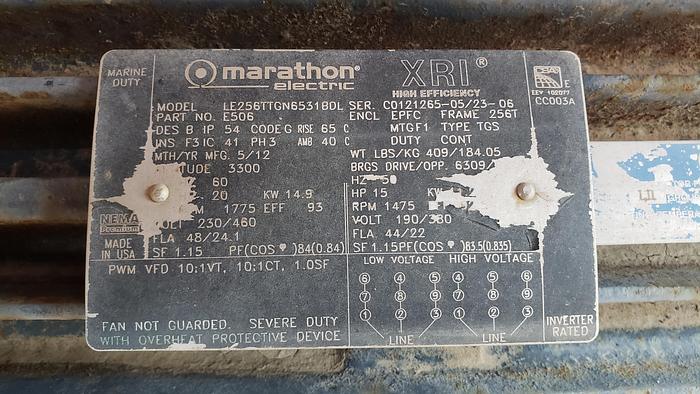 MARINE DUTY
marathon®
electric
XRI®
HIGH EFFICIENCY
CSA E
EEV 102077
CC003A
MODEL LE256TTGN6531BDL SER. C0121265-05/23-06
PART NO. E506 ENCL EPFC FRAME 256T
DES B IP 54 CODE G RISE 65 C MTGF1 TYPE TGS
INS F3 IC 41 PH 3 AMB 40 C DUTY CONT
MTH/YR MFG. 5/12 WT LBS/KG 409/184.05
3300 BRGS DRIVE/OPP. 6309/
60 HZ 50
20 KW 14.9 HP 15
1775 EFF 93 RPM 1475
230/460 VOLT 190/380
FLA 48/24.1 FLA. 44/22
SF 1.15 PF(COS φ)84(0.84) SF 1.15PF(COS φ)83.5(0.835)
NEMA
Premium
MADE
IN USA
PWM VFD 10:1VT, 10:1CT, 1.0SF
LOW VOLTAGE HIGH VOLTAGE
6 4 5 4 5 6
7 8 9 7 8 9
1 2 3 1 2 3
LINE LINE
FAN NOT GUARDED. SEVERE DUTY
WITH OVERHEAT PROTECTIVE DEVICE
INVERTER
RATED